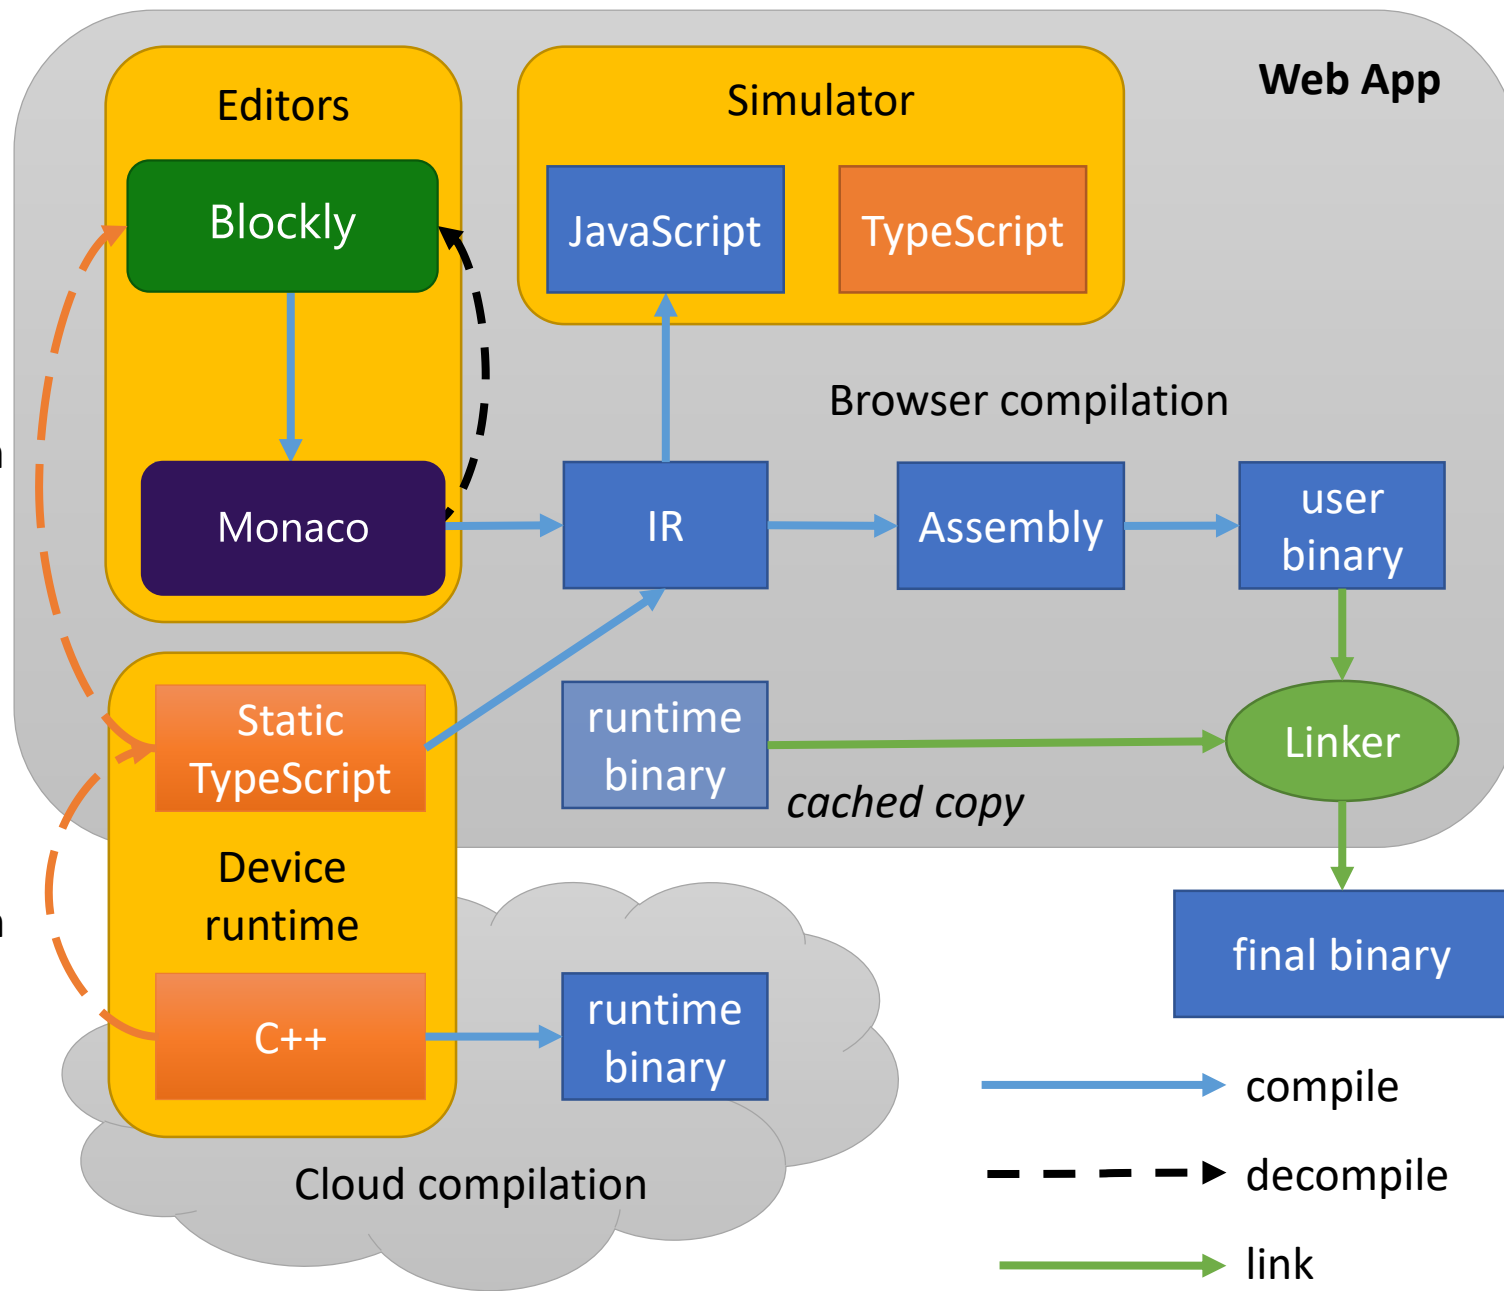 Web App
Editors
Simulator
Blockly
JavaScript
TypeScript
Browser compilation
Monaco
IR
Assembly
user
binary
Static
TypeScript
runtime
binary
Linker
cached copy
Device
runtime
final binary
C++
runtime
binary
compile
Cloud compilation
decompile
link